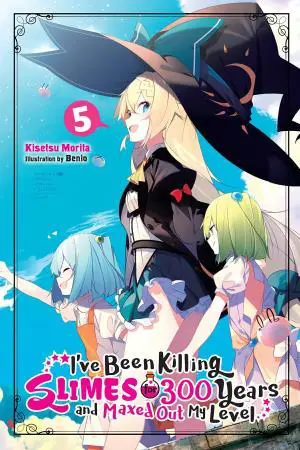 5
Kisetsu Morita
Illustration by Benio
I've Been Killing
SLIMES for 300 Years
and Maxed Out My Level